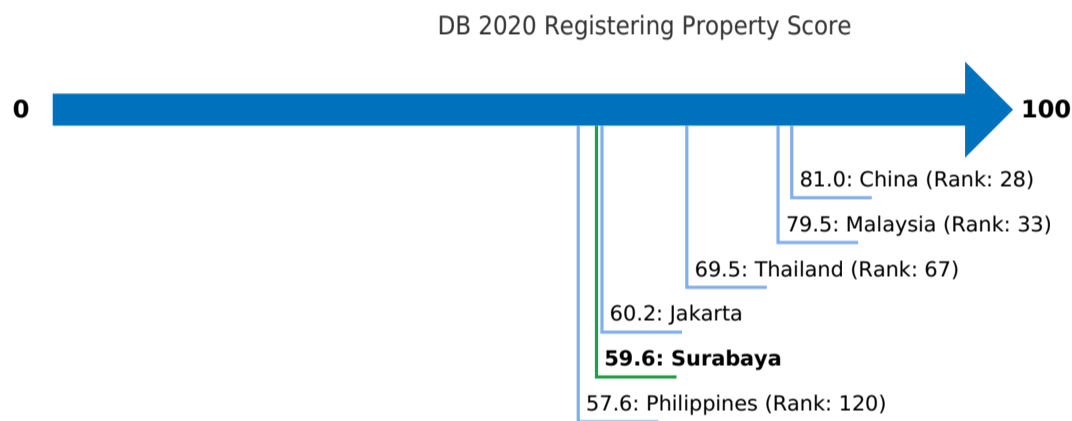 DB 2020 Registering Property Score
0
100
81.0: China (Rank: 28)
79.5: Malaysia (Rank: 33)
69.5: Thailand (Rank: 67)
60.2: Jakarta
59.6: Surabaya
57.6: Philippines (Rank: 120)